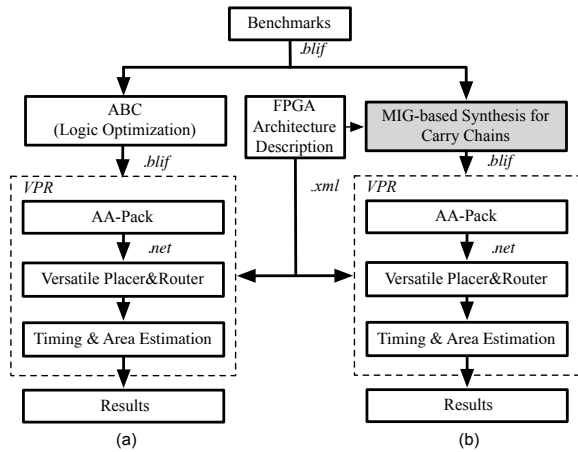 Benchmarks
.blif
ABC
(Logic Optimization)
FPGA
Architecture
Description
MIG-based Synthesis for
Carry Chains
.blif
.xml
.blif
VPR
AA-Pack
.net
Versatile Placer&Router
Timing & Area Estimation
Results
(a)
VPR
AA-Pack
.net
Versatile Placer&Router
Timing & Area Estimation
Results
(b)